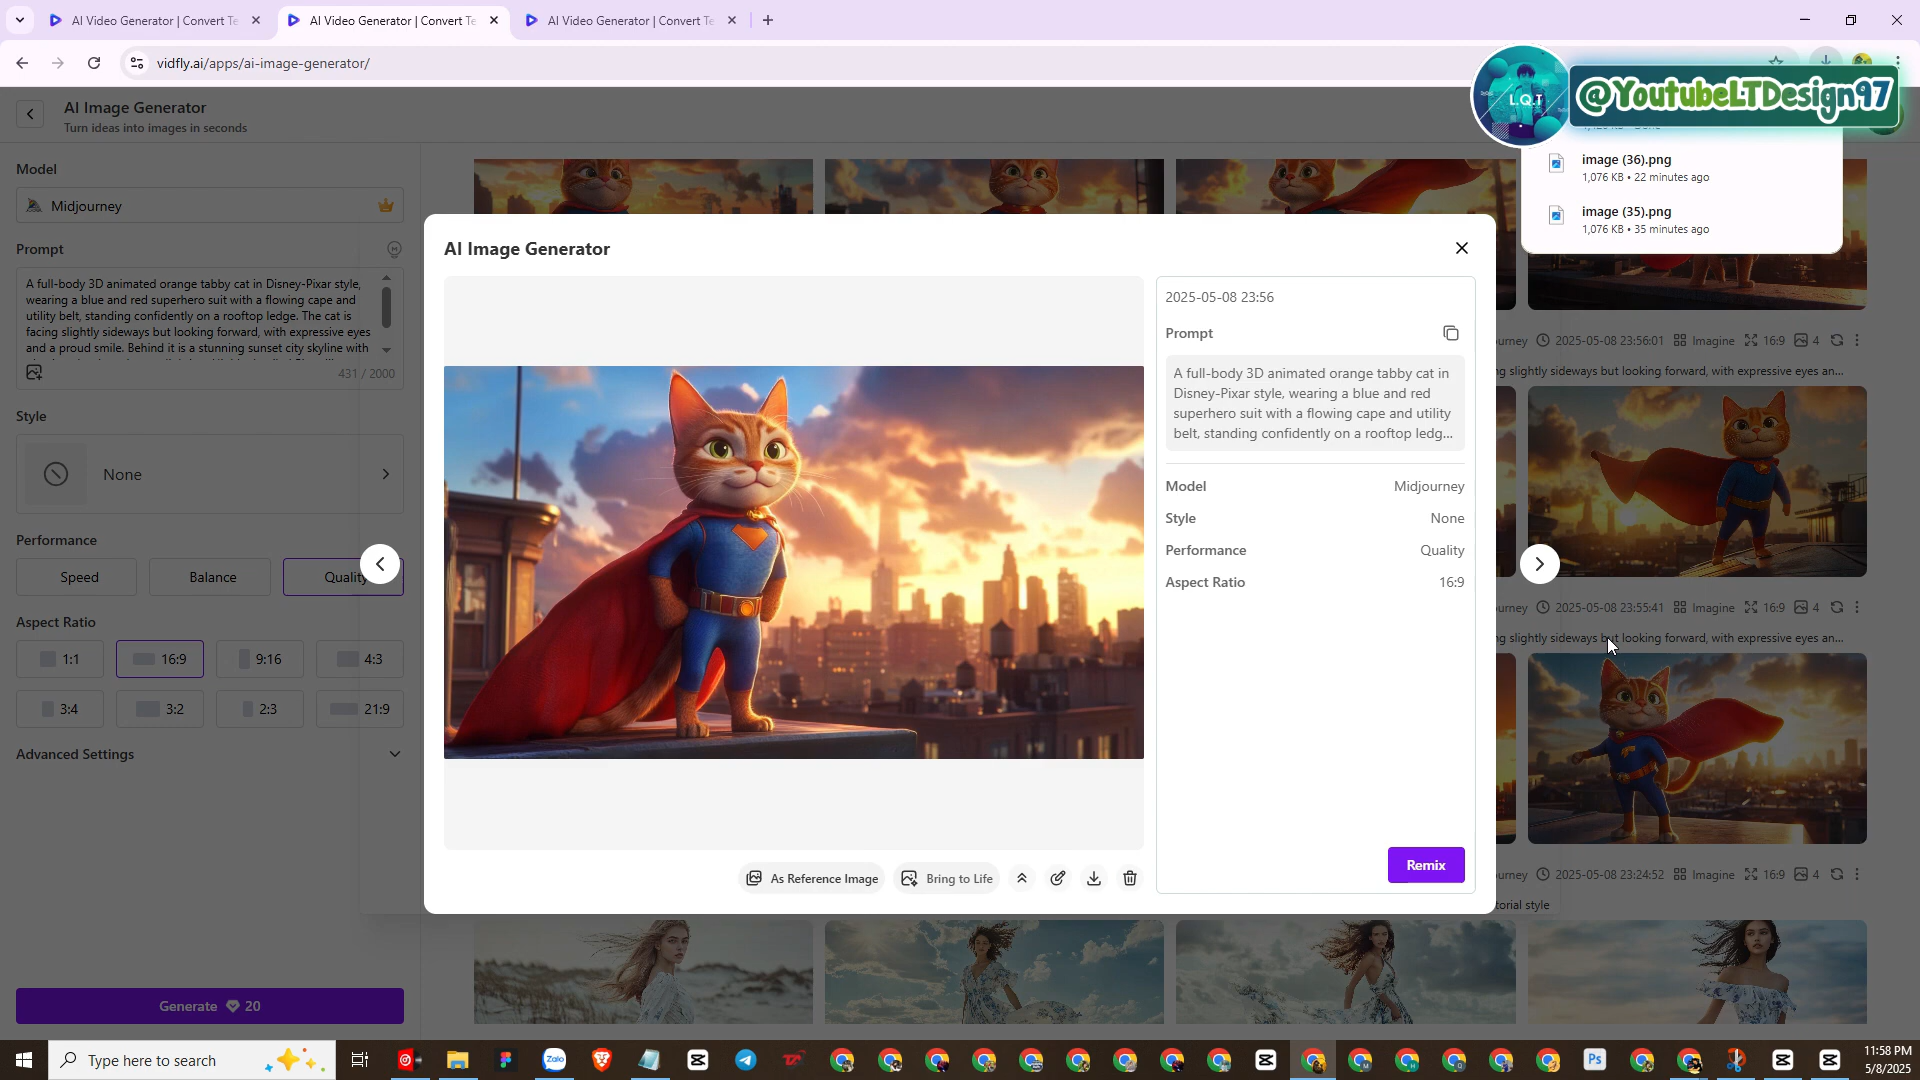 AI Video Generator | Convert Te
AI Video Generator | Convert Te
AI Video Generator | Convert Te
vidfly.ai/apps/ai-image-generator/
L.Q.T
@YoutubeLTDesign97
AI Image Generator
Turn ideas into images in seconds
image (36).png
1,076 KB • 22 minutes ago
image (35).png
1,076 KB • 35 minutes ago
Model
Midjourney
Prompt
A full-body 3D animated orange tabby cat in Disney-Pixar style,
wearing a blue and red superhero suit with a flowing cape and
utility belt, standing confidently on a rooftop ledge. The cat is
facing slightly sideways but looking forward, with expressive eyes
and a proud smile. Behind it is a stunning sunset city skyline with
431 / 2000
Style
None
Performance
Speed
Balance
Quality
Aspect Ratio
1:1
16:9
9:16
4:3
3:4
3:2
2:3
21:9
Advanced Settings
Generate 20
AI Image Generator
2025-05-08 23:56
Prompt
A full-body 3D animated orange tabby cat in
Disney-Pixar style, wearing a blue and red
superhero suit with a flowing cape and utility
belt, standing confidently on a rooftop ledg...
Model Midjourney
Style None
Performance Quality
Aspect Ratio 16:9
Remix
As Reference Image
Bring to Life
urney 2025-05-08 23:56:01 Imagine 16:9 4
ng slightly sideways but looking forward, with expressive eyes an...
urney 2025-05-08 23:55:41 Imagine 16:9 4
ng slightly sideways but looking forward, with expressive eyes an...
urney 2025-05-08 23:24:52 Imagine 16:9 4
torial style
Type here to search
Zalo
Ps
11:58 PM
5/8/2025